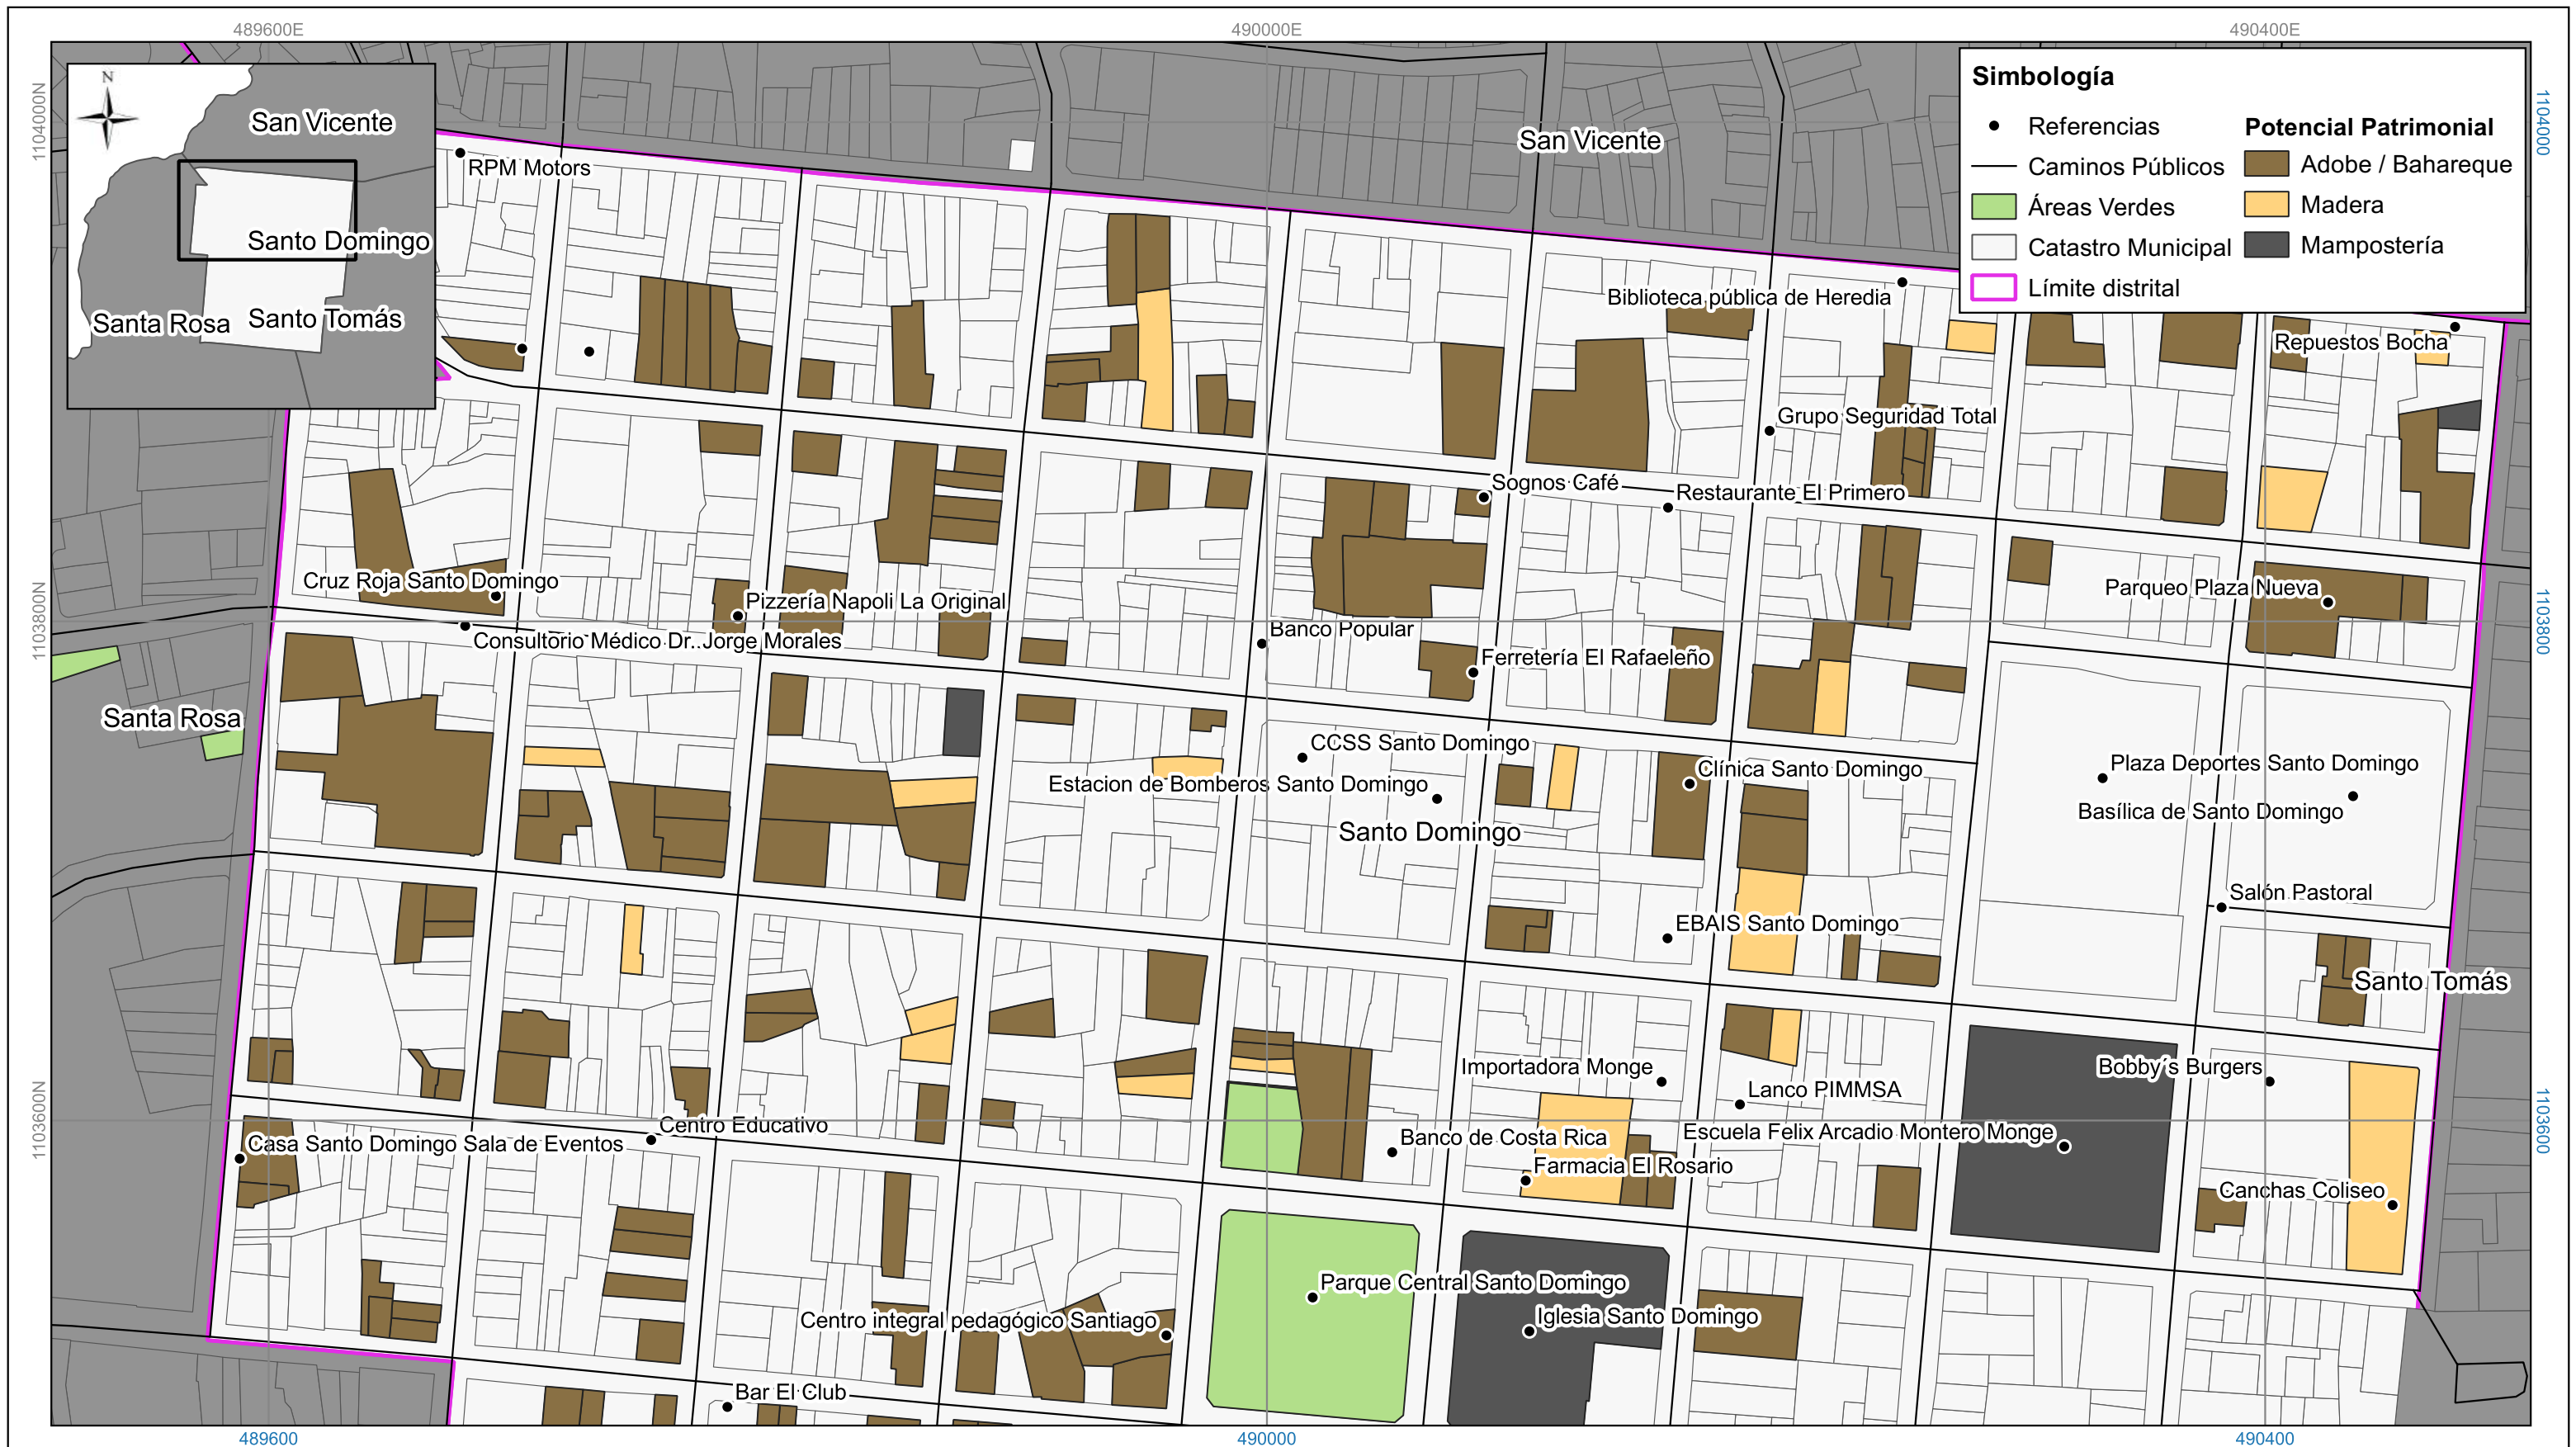 489600E
490000E
490400E
1104000N
1103800N
1103600N
1104000
1103800
1103600
489600
490000
490400
N
San Vicente
Santo Domingo
Santa Rosa
Santo Tomás
Simbología
Referencias
Caminos Públicos
Áreas Verdes
Catastro Municipal
Límite distrital
Potencial Patrimonial
Adobe / Bahareque
Madera
Mampostería
San Vicente
RPM Motors
Biblioteca pública de Heredia
Repuestos Bocha
Grupo Seguridad Total
Sognos Café
Restaurante El Primero
Cruz Roja Santo Domingo
Pizzería Napoli La Original
Parqueo Plaza Nueva
Consultorio Médico Dr. Jorge Morales
Banco Popular
Ferretería El Rafaeleño
Santa Rosa
CCSS Santo Domingo
Clínica Santo Domingo
Plaza Deportes Santo Domingo
Estacion de Bomberos Santo Domingo
Basílica de Santo Domingo
Santo Domingo
Salón Pastoral
EBAIS Santo Domingo
Santo Tomás
Importadora Monge
Bobby's Burgers
Lanco PIMMSA
Centro Educativo
Casa Santo Domingo Sala de Eventos
Banco de Costa Rica
Escuela Felix Arcadio Montero Monge
Farmacia El Rosario
Canchas Coliseo
Parque Central Santo Domingo
Centro integral pedagógico Santiago
Iglesia Santo Domingo
Bar El Club